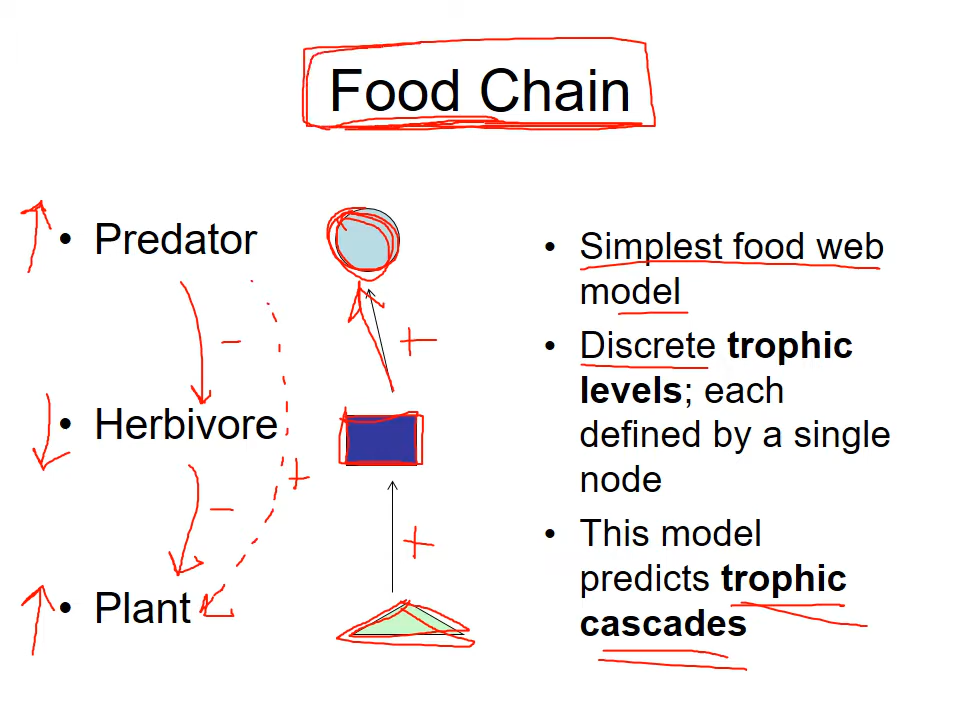 Food Chain
• Predator
−
• Herbivore
−
+
• Plant
+
+
• Simplest food web
model
• Discrete trophic
levels; each
defined by a single
node
• This model
predicts trophic
cascades